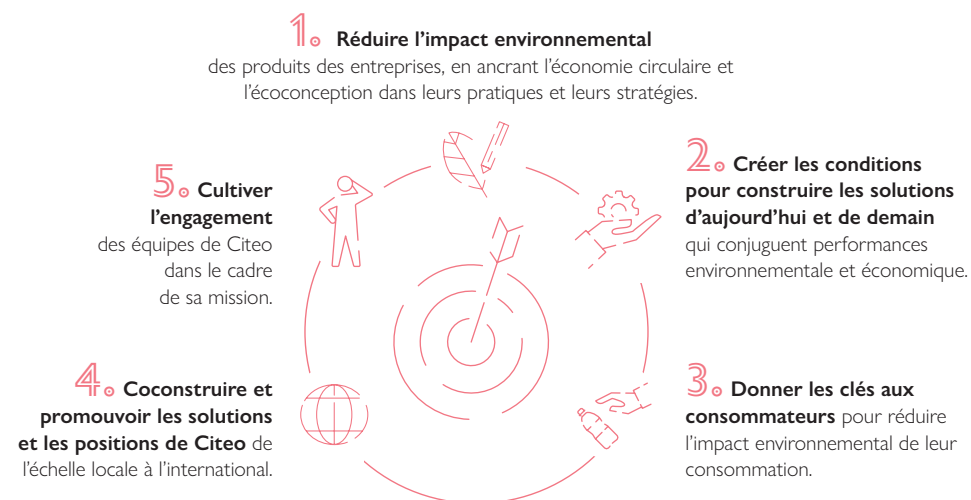 1. Réduire l’impact environnemental
des produits des entreprises, en ancrant l’économie circulaire et
l’écoconception dans leurs pratiques et leurs stratégies.
2. Créer les conditions
pour construire les solutions
d’aujourd’hui et de demain
qui conjuguent performances
environnementale et économique.
3. Donner les clés aux
consommateurs pour réduire
l’impact environnemental de leur
consommation.
4. Coconstruire et
promouvoir les solutions
et les positions de Citeo de
l’échelle locale à l’international.
5. Cultiver
l’engagement
des équipes de Citeo
dans le cadre
de sa mission.